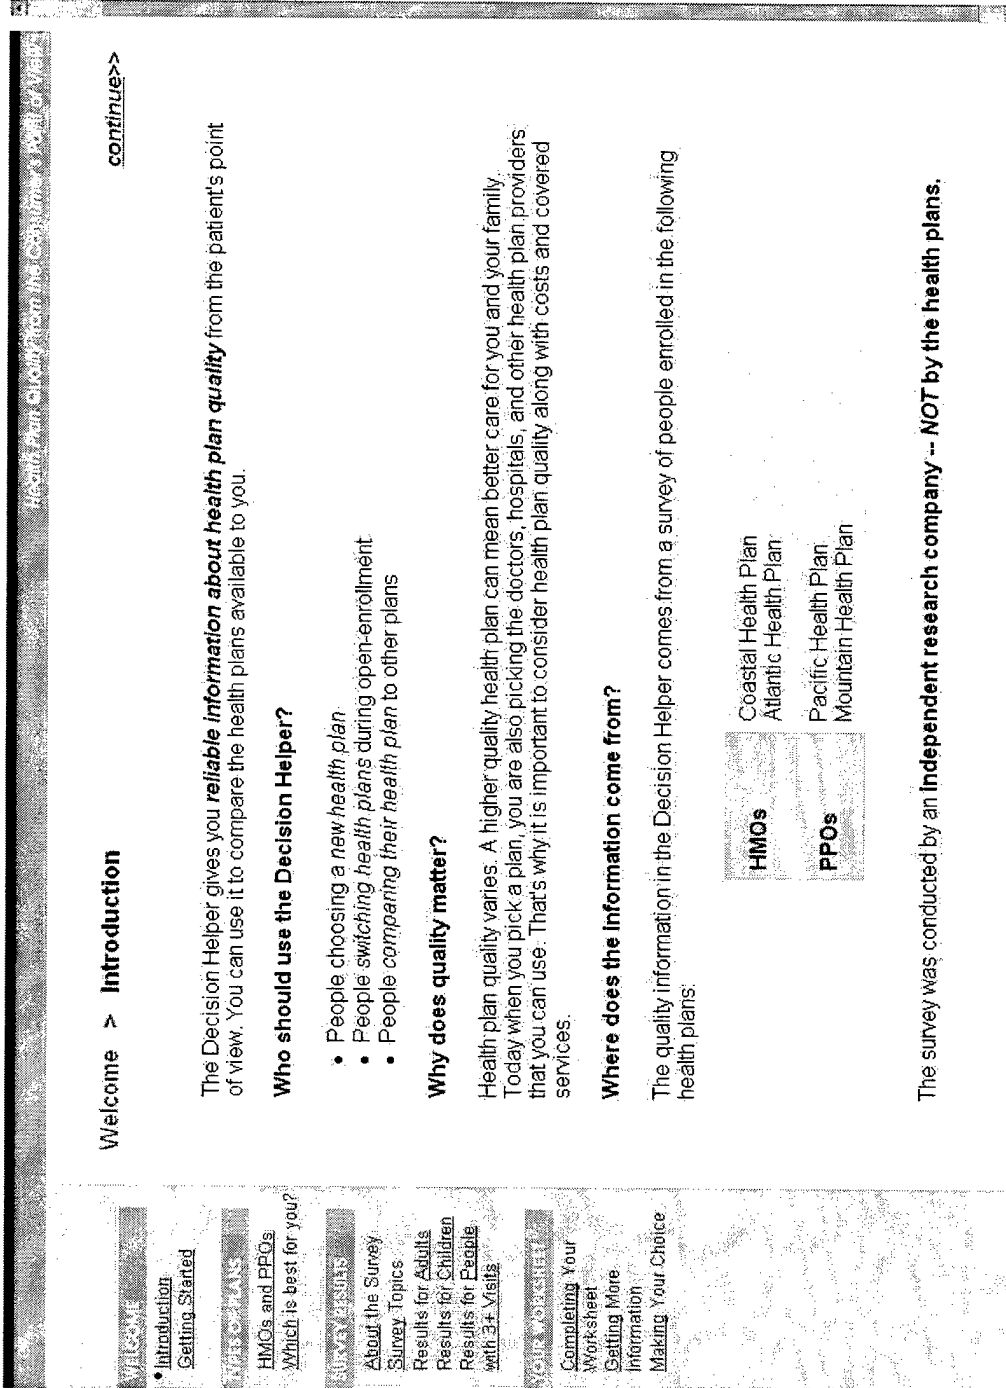 Health Plan Quality from the Consumer's Point of View
WELCOME
• Introduction
Getting Started
TYPES OF PLANS
HMOs and PPOs
Which is best for you?
SURVEY RESULTS
About the Survey
Survey Topics
Results for Adults
Results for Children
Results for People
with 3+ Visits
YOUR WORKSHEET
Completing Your
Worksheet
Getting More
Information
Making Your Choice
Welcome > Introduction
continue>>
The Decision Helper gives you reliable information about health plan quality from the patient's point
of view. You can use it to compare the health plans available to you.
Who should use the Decision Helper?
• People choosing a new health plan
• People switching health plans during open-enrollment
• People comparing their health plan to other plans
Why does quality matter?
Health plan quality varies. A higher quality health plan can mean better care for you and your family.
Today when you pick a plan, you are also picking the doctors, hospitals, and other health plan providers
that you can use. That's why it is important to consider health plan quality along with costs and covered
services.
Where does the information come from?
The quality information in the Decision Helper comes from a survey of people enrolled in the following
health plans:
HMOs
Coastal Health Plan
Atlantic Health Plan
PPOs
Pacific Health Plan
Mountain Health Plan
The survey was conducted by an independent research company -- NOT by the health plans.